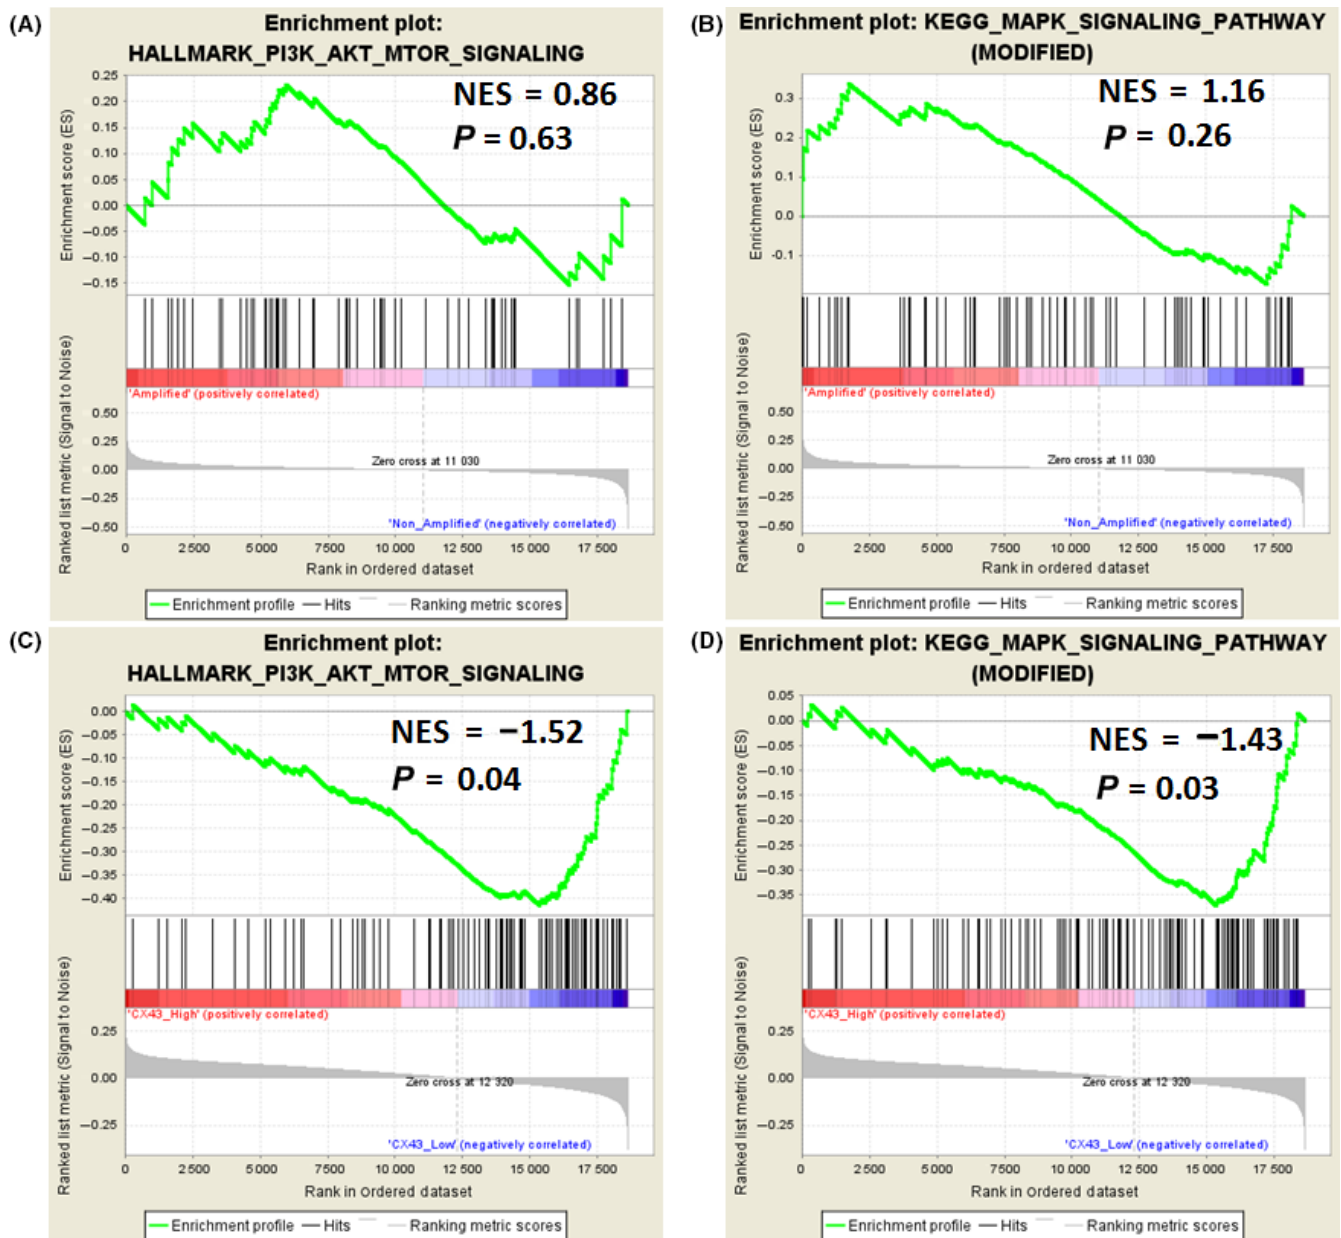 (A)
Enrichment plot:
HALLMARK_PI3K_AKT_MTOR_SIGNALING
NES = 0.86
P = 0.63
Enrichment score (ES)
0.25
0.20
0.15
0.10
0.05
0.00
−0.05
−0.10
−0.15
'Amplified' (positively correlated)
Ranked list metric (Signal to Noise)
0.50
0.25
0.00
−0.25
−0.50
Zero cross at 11 030
'Non_Amplified' (negatively correlated)
0 2 500 5 000 7 500 10 000 12 500 15 000 17 500
Rank in ordered dataset
Enrichment profile Hits Ranking metric scores
(B)
Enrichment plot: KEGG_MAPK_SIGNALING_PATHWAY
(MODIFIED)
NES = 1.16
P = 0.26
Enrichment score (ES)
0.3
0.2
0.1
0.0
-0.1
'Amplified' (positively correlated)
Ranked list metric (Signal to Noise)
0.50
0.25
0.00
−0.25
−0.50
Zero cross at 11 030
'Non_Amplified' (negatively correlated)
0 2 500 5 000 7 500 10 000 12 500 15 000 17 500
Rank in ordered dataset
Enrichment profile Hits Ranking metric scores
(C)
Enrichment plot:
HALLMARK_PI3K_AKT_MTOR_SIGNALING
NES = −1.52
P = 0.04
Enrichment score (ES)
0.00
−0.05
−0.10
−0.15
−0.20
−0.25
−0.30
−0.35
−0.40
'CX43_High' (positively correlated)
Ranked list metric (Signal to Noise)
0.25
0.00
−0.25
Zero cross at 12 320
'CX43_Low' (negatively correlated)
0 2 500 5 000 7 500 10 000 12 500 15 000 17 500
Rank in ordered dataset
Enrichment profile Hits Ranking metric scores
(D)
Enrichment plot: KEGG_MAPK_SIGNALING_PATHWAY
(MODIFIED)
NES = −1.43
P = 0.03
Enrichment score (ES)
0.05
0.00
−0.05
−0.10
−0.15
−0.20
−0.25
−0.30
−0.35
'CX43_High' (positively correlated)
Ranked list metric (Signal to Noise)
0.25
0.00
−0.25
Zero cross at 12 320
'CX43_Low' (negatively correlated)
0 2 500 5 000 7 500 10 000 12 500 15 000 17 500
Rank in ordered dataset
Enrichment profile Hits Ranking metric scores